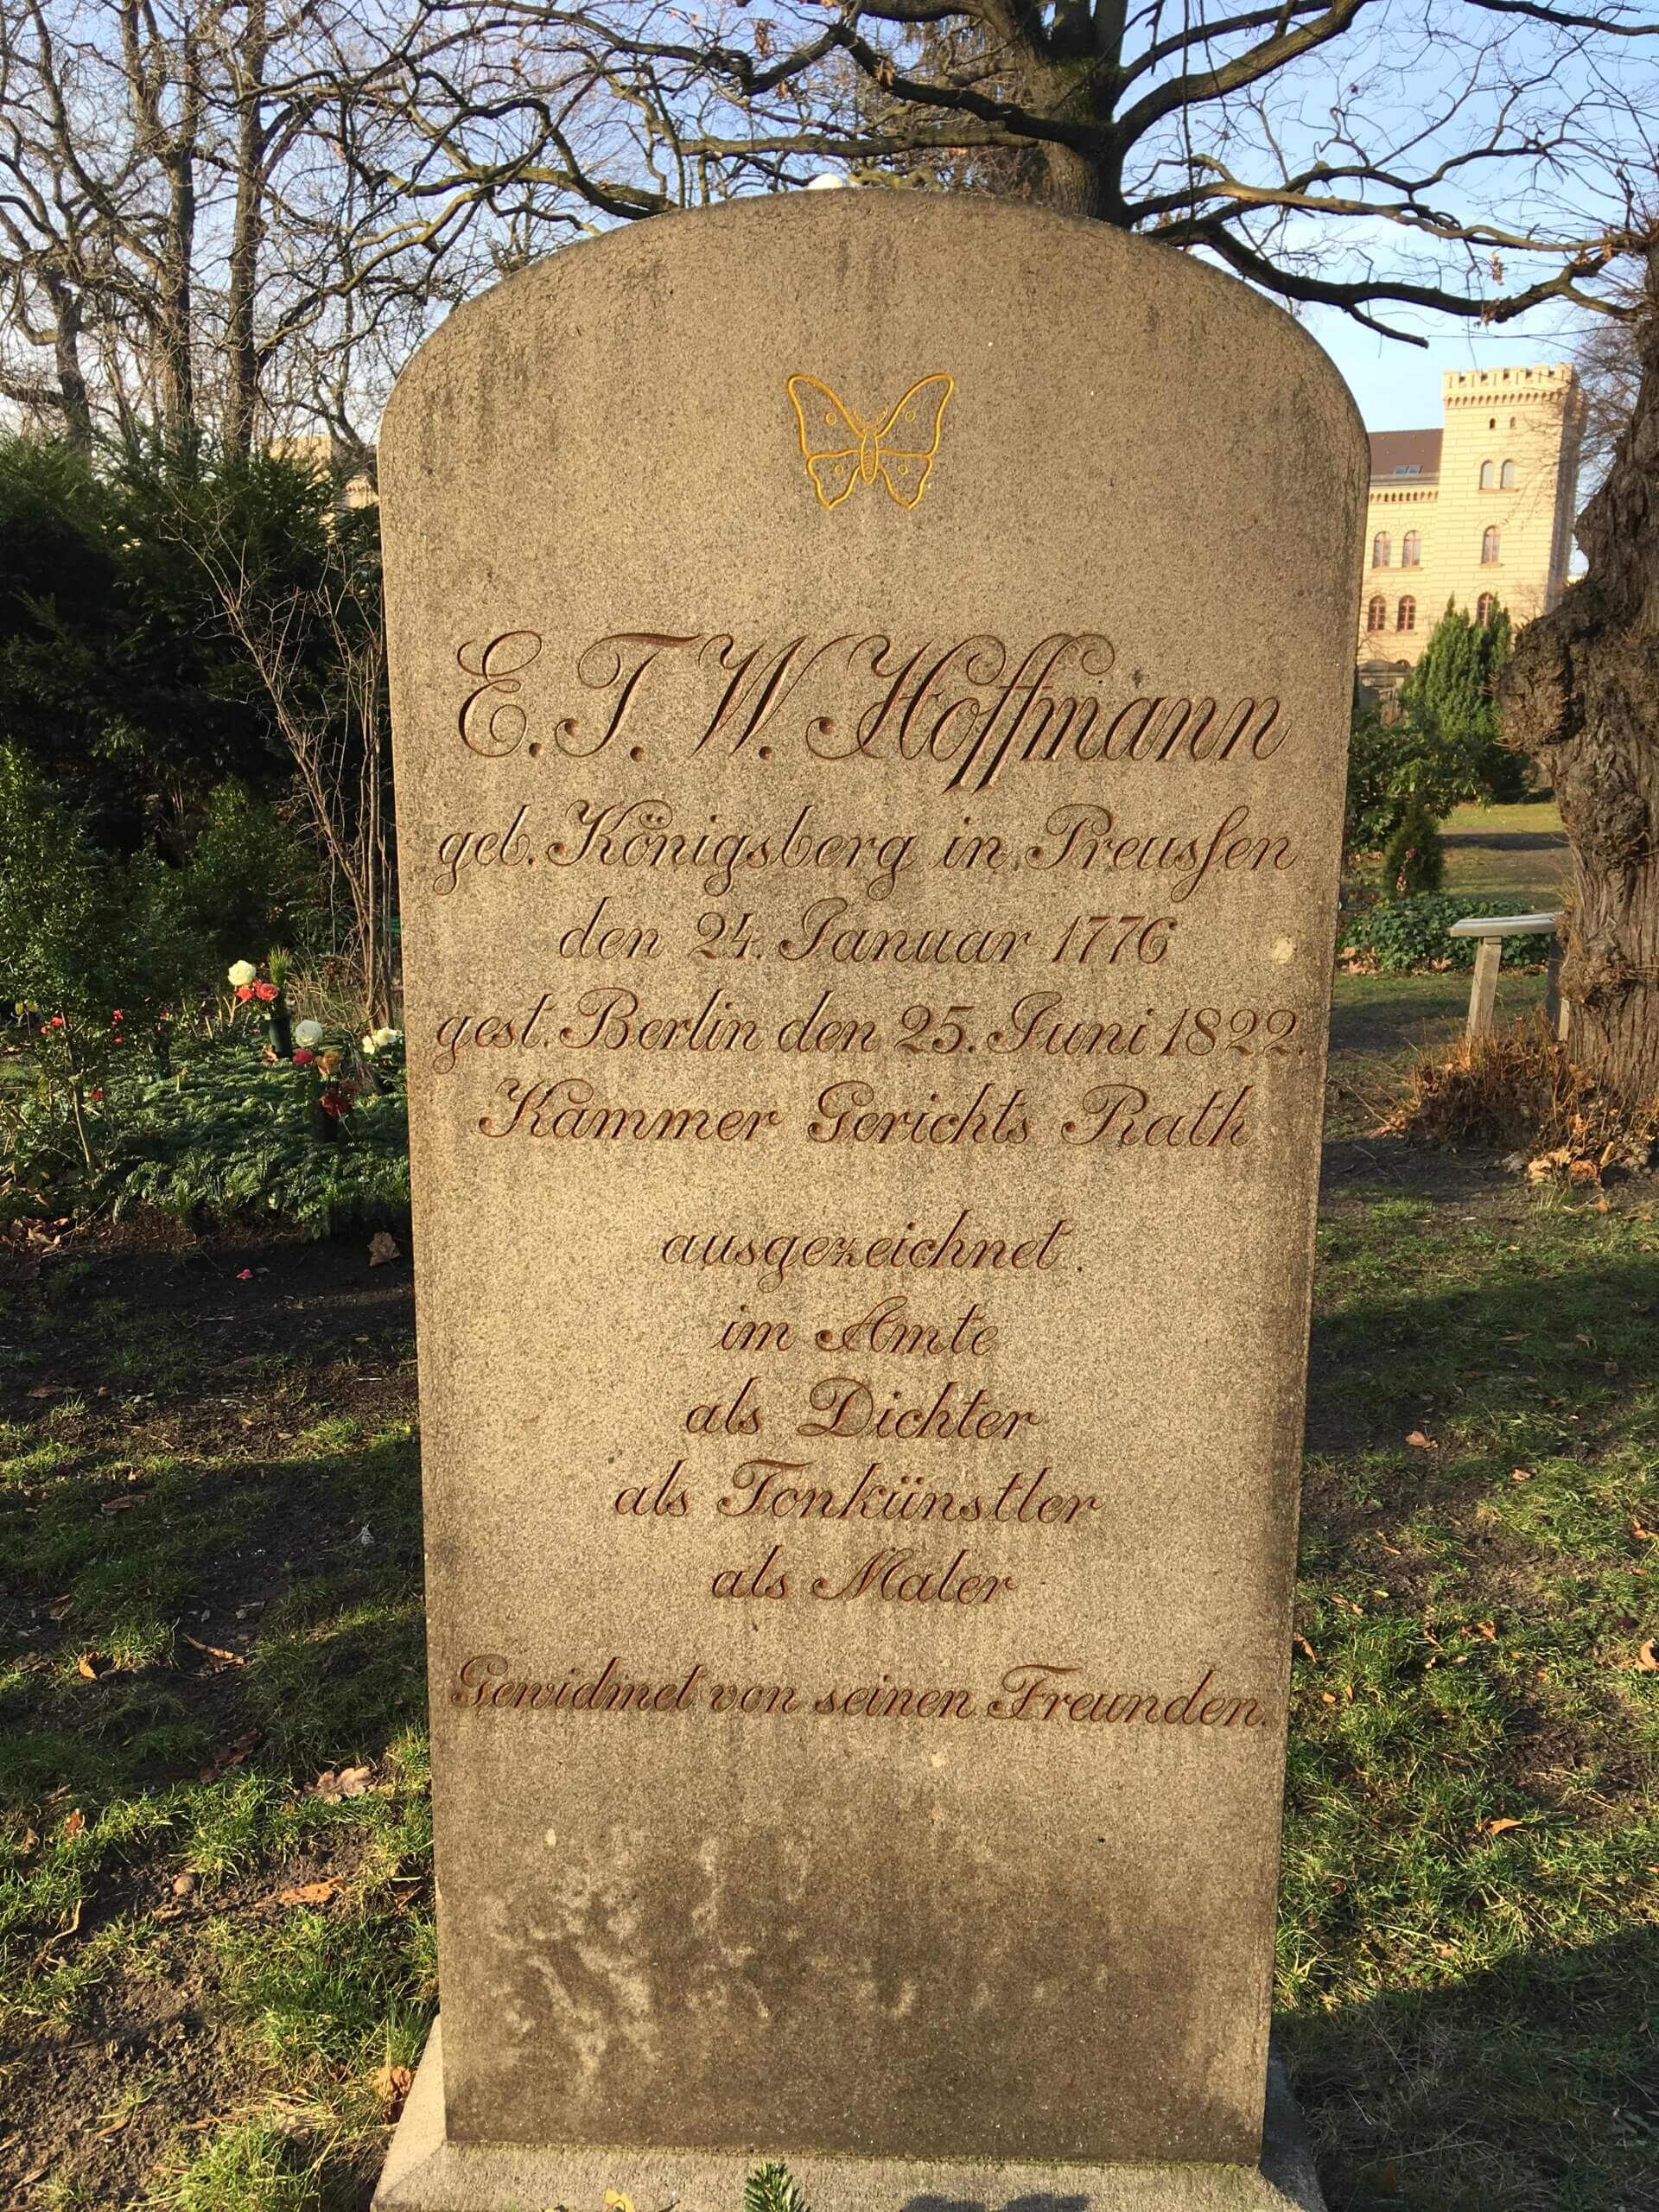 E. T. W. Hoffmann
geb. Königsberg in Preusſen
den 24. Januar 1776
gest. Berlin den 25. Juni 1822.
Kammer Gerichts Rath
ausgezeichnet
im Amte
als Dichter
als Tonkünstler
als Maler
Gewidmet von seinen Freunden.